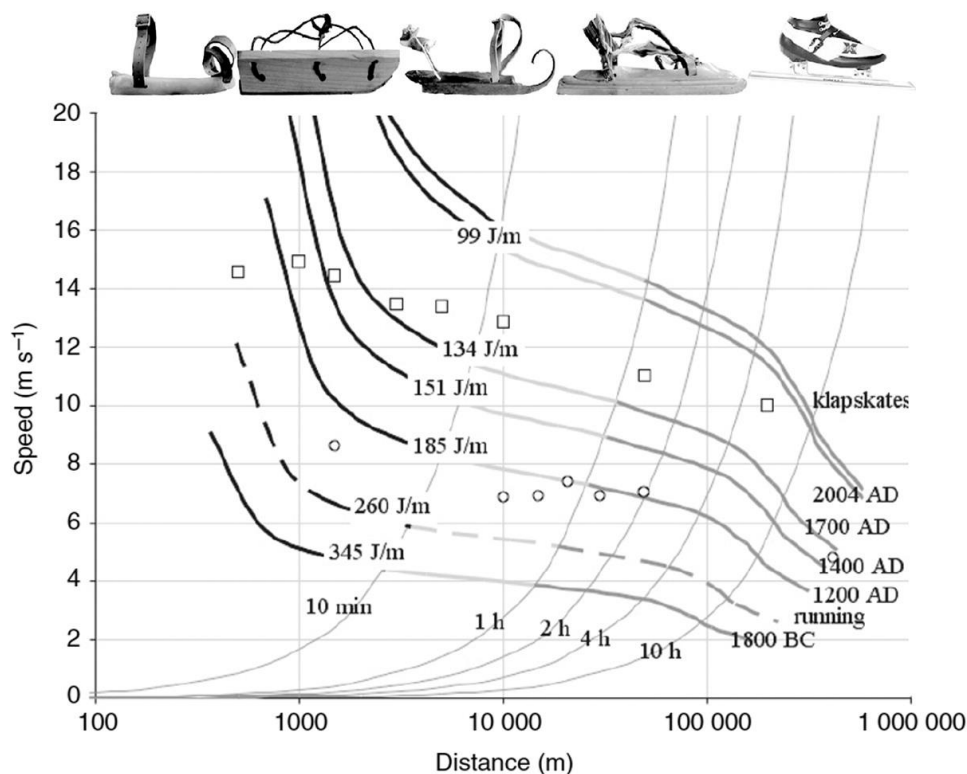 20
18
16
14
12
10
8
6
4
2
0
Speed (m s⁻¹)
99 J/m
134 J/m
151 J/m
185 J/m
260 J/m
345 J/m
klapskates
2004 AD
1700 AD
1400 AD
1200 AD
running
1800 BC
10 min
1 h
2 h
4 h
10 h
100
1000
10 000
100 000
1 000 000
Distance (m)